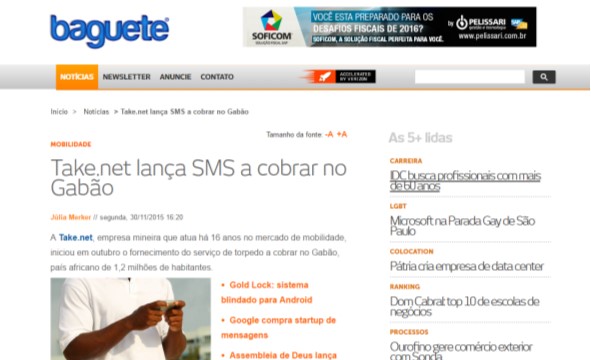 baguete
SOFICOM
SOLUÇÃO FISCAL SAP
VOCÊ ESTA PREPARADO PARA OS
DESAFIOS FISCAIS DE 2016?
SOFICOM, A SOLUÇÃO FISCAL PERFEITA PARA VOCÊ.
by PELISSARI
gestão e tecnologia
www.pelissari.com.br
NOTÍCIAS NEWSLETTER ANUNCIE CONTATO
ACCELERATED
BY VERIZON
Início > Notícias > Take.net lança SMS a cobrar no Gabão
Tamanho da fonte: -A +A
MOBILIDADE
Take.net lança SMS a cobrar no
Gabão
Júlia Merker // segunda, 30/11/2015 16:20
A Take.net, empresa mineira que atua há 16 anos no mercado de mobilidade,
iniciou em outubro o fornecimento do serviço de torpedo a cobrar no Gabão,
país africano de 1,2 milhões de habitantes.
• Gold Lock: sistema
blindado para Android
• Google compra startup de
mensagens
• Assembleia de Deus lança
As 5+ lidas
CARREIRA
IDC busca profissionais com mais
de 60 anos
LGBT
Microsoft na Parada Gay de São
Paulo
COLOCATION
Pátria cria empresa de data center
RANKING
Dom Cabral: top 10 de escolas de
negócios
PROCESSOS
Ourofino gere comércio exterior
com Sonda